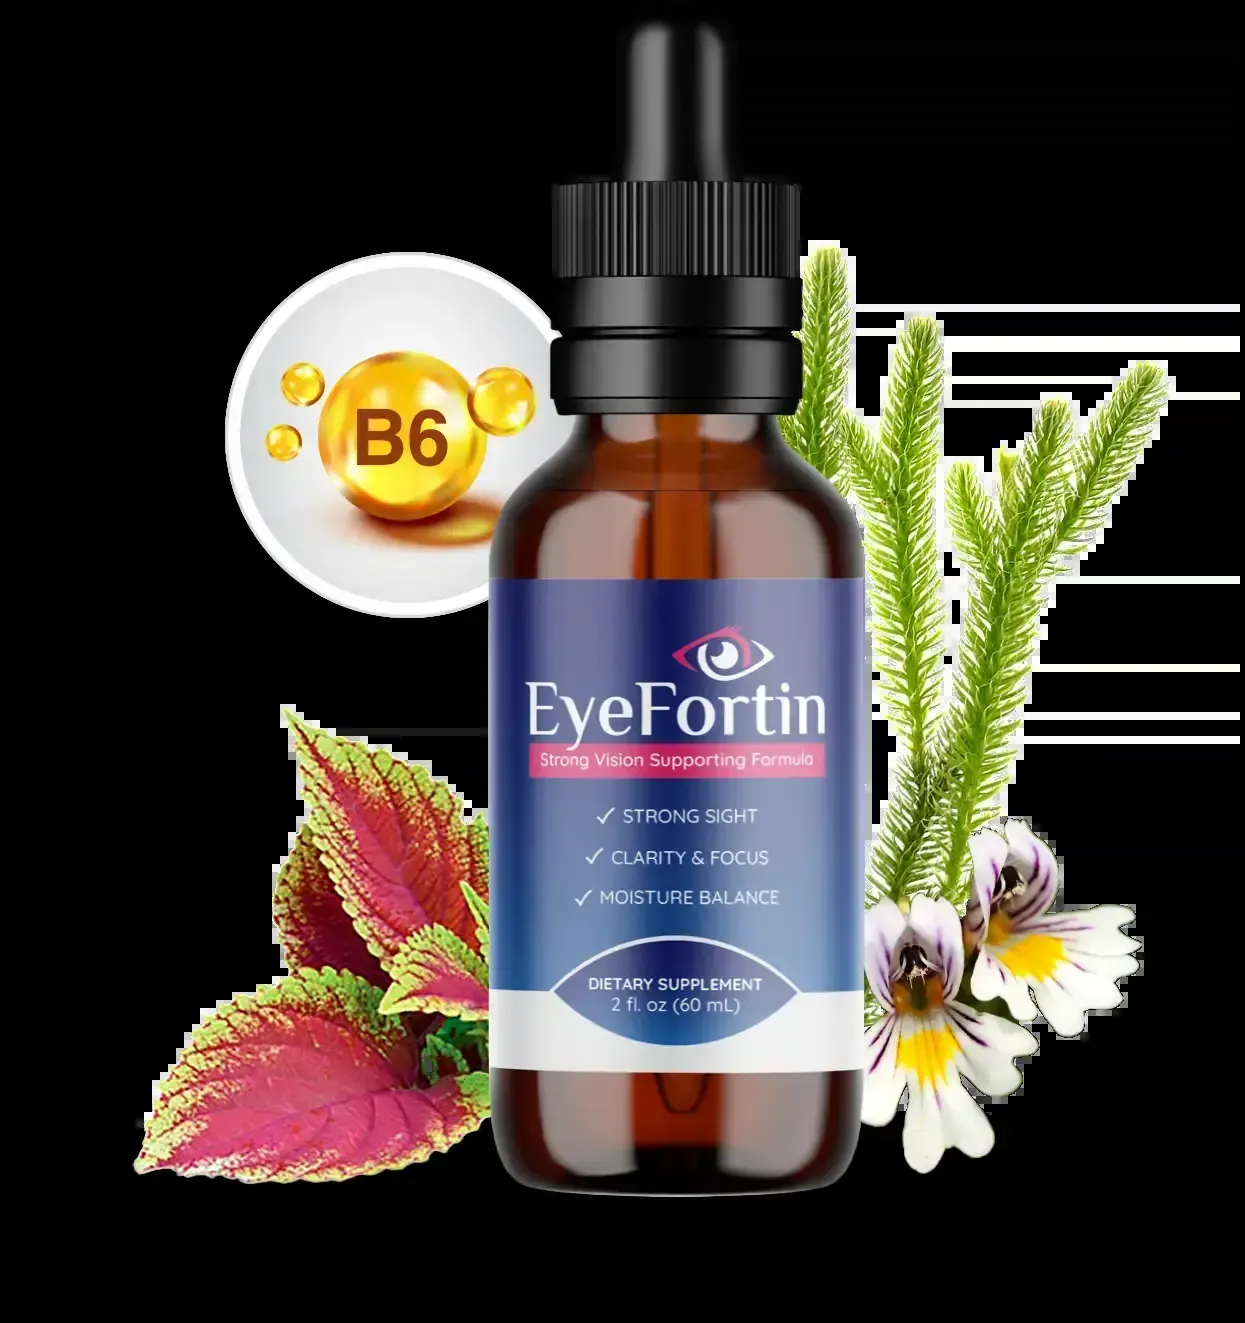 B6
EyeFortin
Strong Vision Supporting Formula
✓ STRONG SIGHT
✓ CLARITY & FOCUS
✓ MOISTURE BALANCE
DIETARY SUPPLEMENT
2 fl. oz (60 mL)